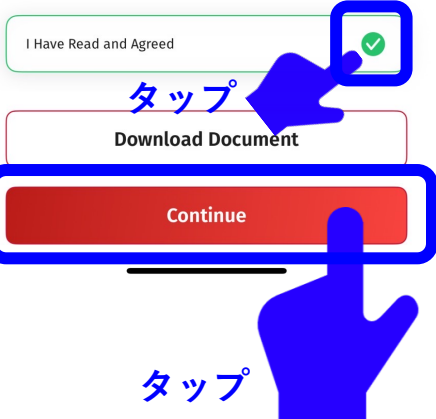 I Have Read and Agreed
タップ
Download Document
Continue
タップ